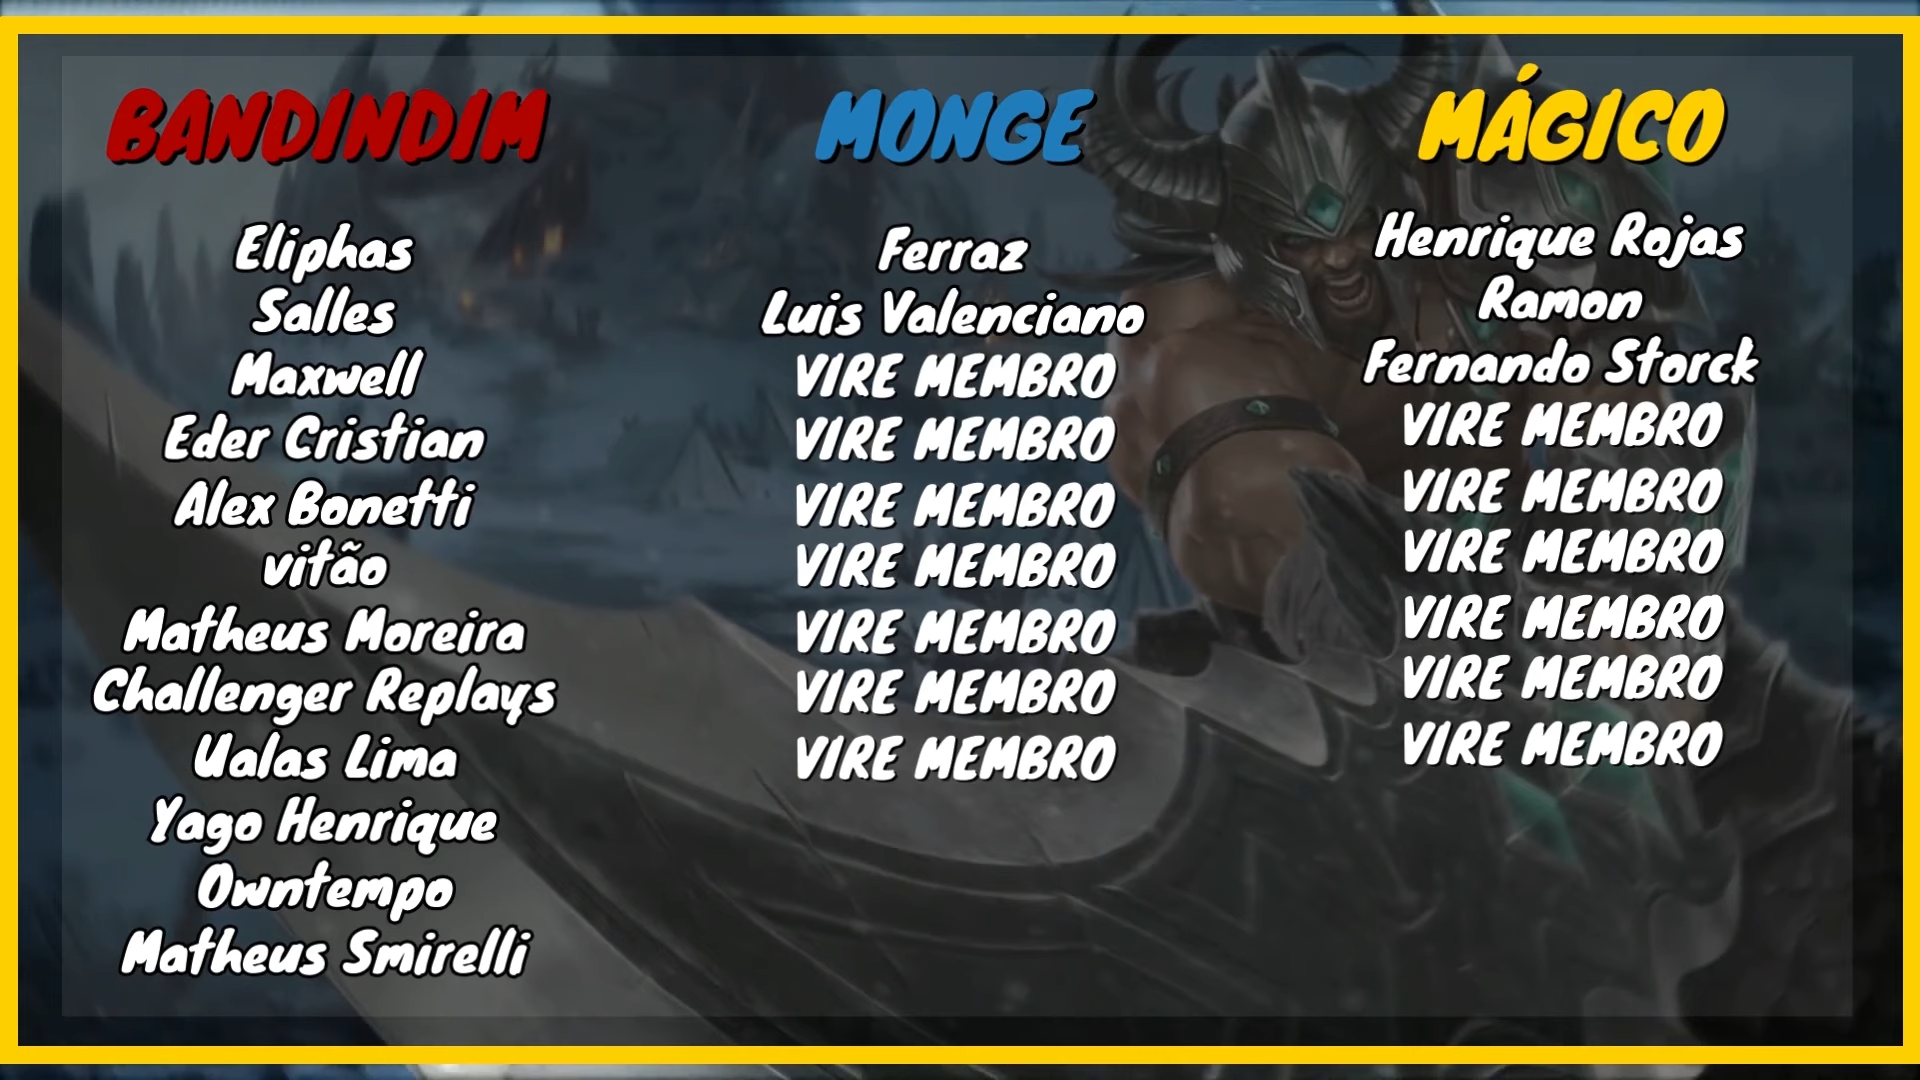 BANDINDIM
Eliphas
Salles
Maxwell
Eder Cristian
Alex Bonetti
vitão
Matheus Moreira
Challenger Replays
Ualas Lima
Yago Henrique
Owntempo
Matheus Smirelli
MONGE
Ferraz
Luis Valenciano
VIRE MEMBRO
VIRE MEMBRO
VIRE MEMBRO
VIRE MEMBRO
VIRE MEMBRO
VIRE MEMBRO
VIRE MEMBRO
MÁGICO
Henrique Rojas
Ramon
Fernando Storck
VIRE MEMBRO
VIRE MEMBRO
VIRE MEMBRO
VIRE MEMBRO
VIRE MEMBRO
VIRE MEMBRO